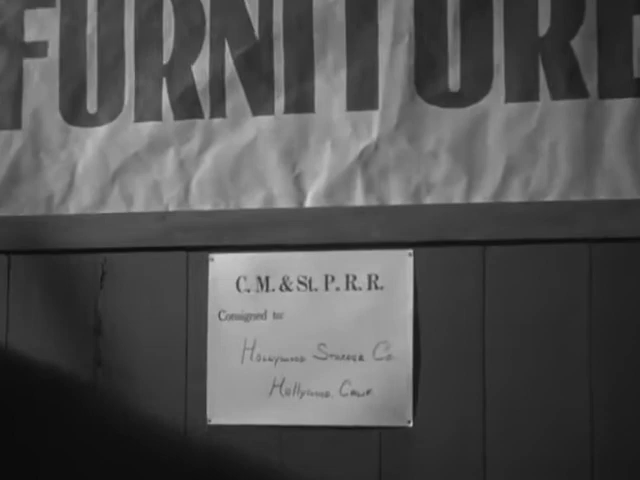 FURNITURE
C. M. & St. P. R. R.
Consigned to:
Hollywood Storage Co.
Hollywood, Calif.